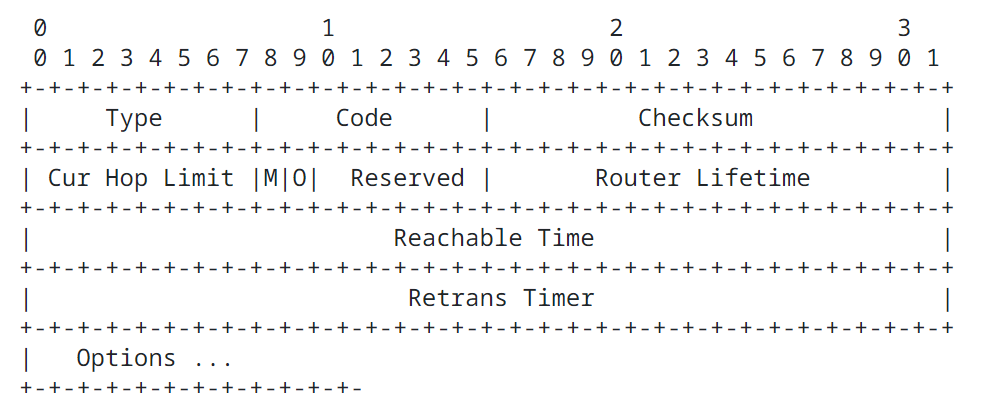 0                   1                   2                   3
 0 1 2 3 4 5 6 7 8 9 0 1 2 3 4 5 6 7 8 9 0 1 2 3 4 5 6 7 8 9 0 1
+-+-+-+-+-+-+-+-+-+-+-+-+-+-+-+-+-+-+-+-+-+-+-+-+-+-+-+-+-+-+-+-+
|     Type      |     Code      |          Checksum             |
+-+-+-+-+-+-+-+-+-+-+-+-+-+-+-+-+-+-+-+-+-+-+-+-+-+-+-+-+-+-+-+-+
| Cur Hop Limit |M|O|  Reserved |       Router Lifetime         |
+-+-+-+-+-+-+-+-+-+-+-+-+-+-+-+-+-+-+-+-+-+-+-+-+-+-+-+-+-+-+-+-+
|                         Reachable Time                        |
+-+-+-+-+-+-+-+-+-+-+-+-+-+-+-+-+-+-+-+-+-+-+-+-+-+-+-+-+-+-+-+-+
|                          Retrans Timer                        |
+-+-+-+-+-+-+-+-+-+-+-+-+-+-+-+-+-+-+-+-+-+-+-+-+-+-+-+-+-+-+-+-+
|   Options ...
+-+-+-+-+-+-+-+-+-+-+-+-